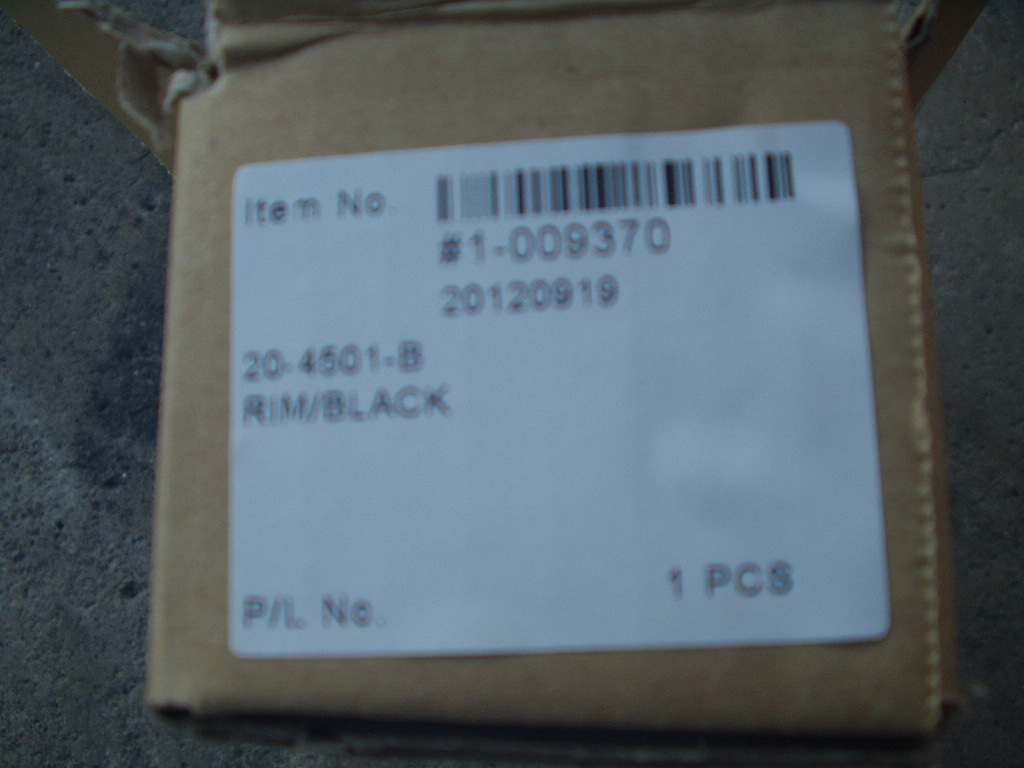 Item No.
#1-009370
20120919
20-4501-B
RIM/BLACK
1 PCS
P/L No.